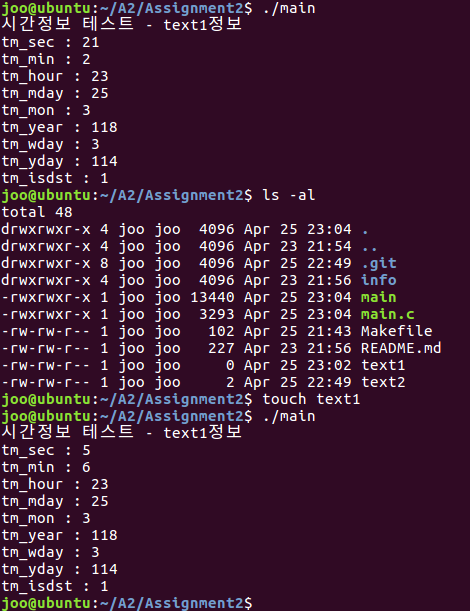 joo@ubuntu:~/A2/Assignment2$ ./main
시간정보 테스트 - text1정보
tm_sec : 21
tm_min : 2
tm_hour : 23
tm_mday : 25
tm_mon : 3
tm_year : 118
tm_wday : 3
tm_yday : 114
tm_isdst : 1
joo@ubuntu:~/A2/Assignment2$ ls -al
total 48
drwxrwxr-x 4 joo joo  4096 Apr 25 23:04 .
drwxrwxr-x 4 joo joo  4096 Apr 23 21:54 ..
drwxrwxr-x 8 joo joo  4096 Apr 25 22:49 .git
drwxrwxr-x 4 joo joo  4096 Apr 23 21:56 info
-rwxrwxr-x 1 joo joo 13440 Apr 25 23:04 main
-rwxrwxr-x 1 joo joo  3293 Apr 25 23:04 main.c
-rw-rw-r-- 1 joo joo   102 Apr 25 21:43 Makefile
-rw-rw-r-- 1 joo joo   227 Apr 23 21:56 README.md
-rw-rw-r-- 1 joo joo     0 Apr 25 23:02 text1
-rw-rw-r-- 1 joo joo     2 Apr 25 22:49 text2
joo@ubuntu:~/A2/Assignment2$ touch text1
joo@ubuntu:~/A2/Assignment2$ ./main
시간정보 테스트 - text1정보
tm_sec : 5
tm_min : 6
tm_hour : 23
tm_mday : 25
tm_mon : 3
tm_year : 118
tm_wday : 3
tm_yday : 114
tm_isdst : 1
joo@ubuntu:~/A2/Assignment2$